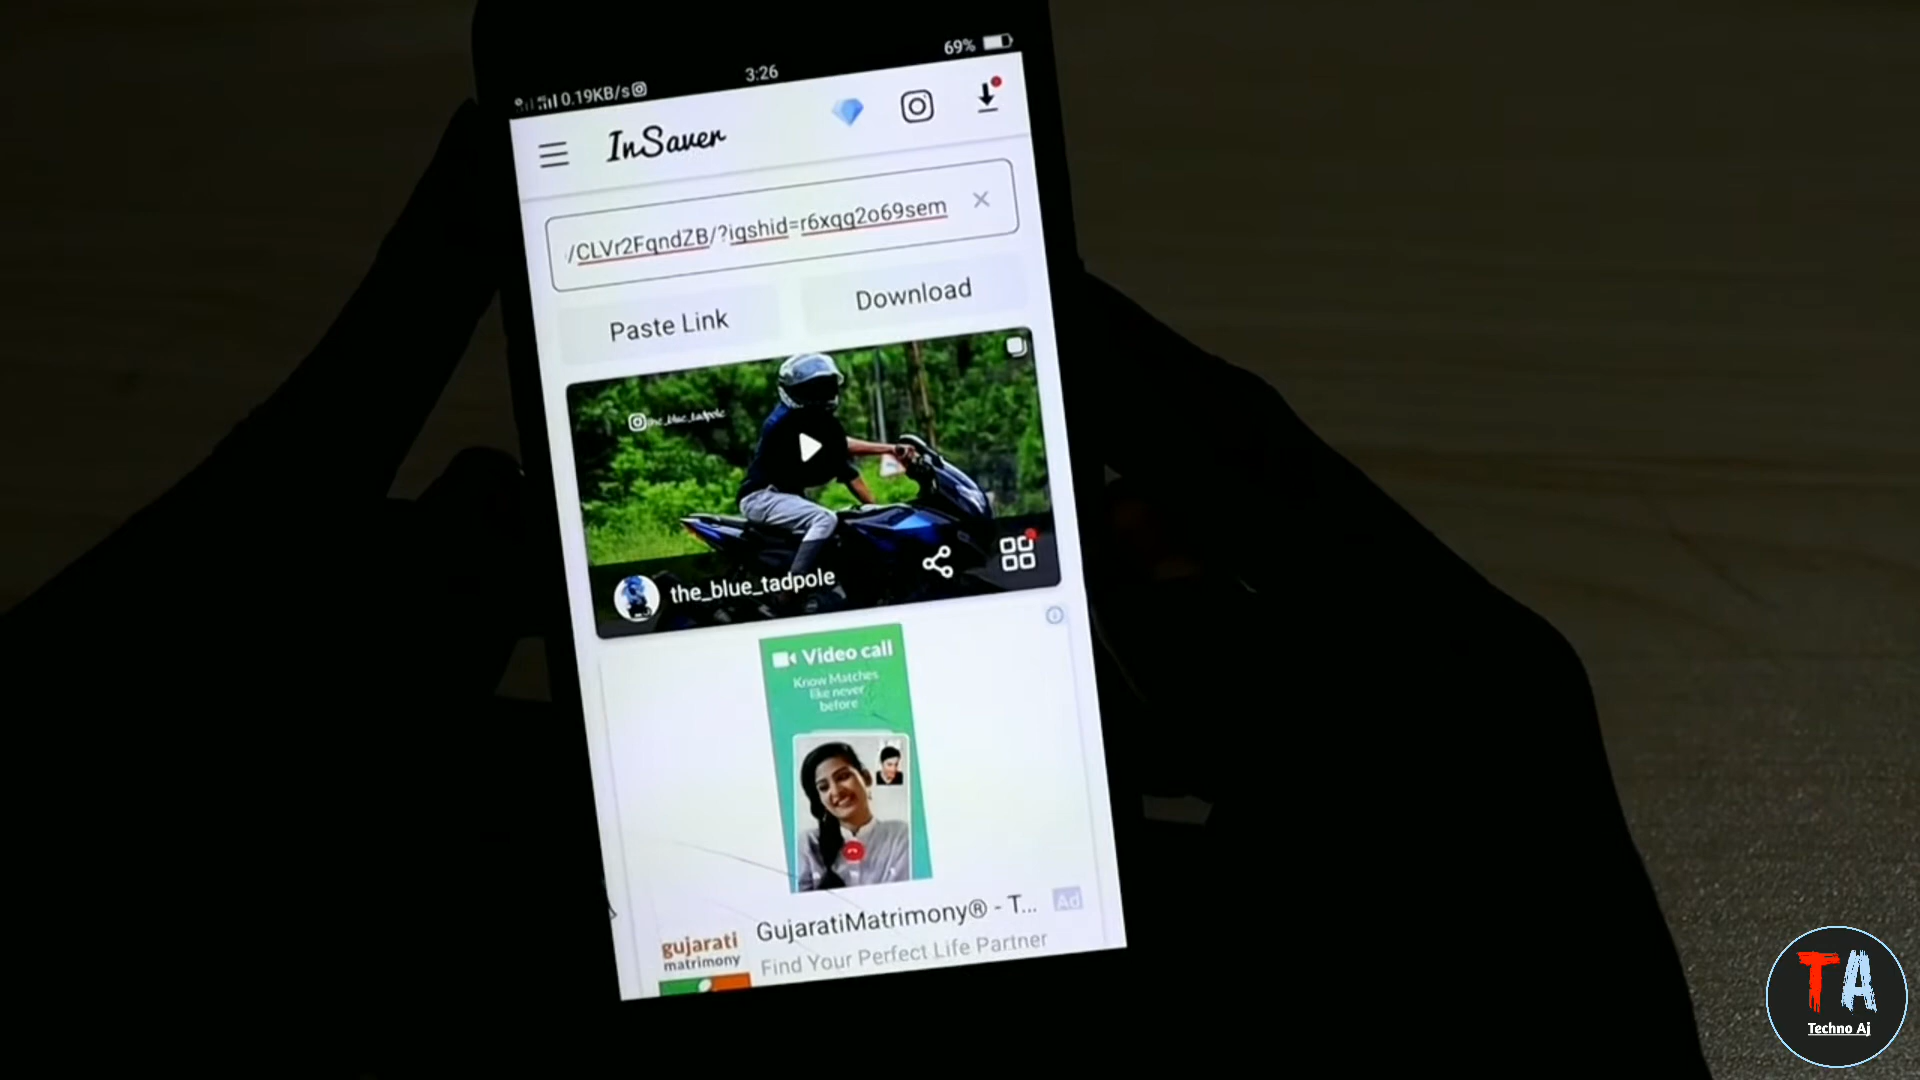 0.19KB/s
3:26
69%
InSaver
/CLVr2FqndZB/?igshid=r6xqq2o69sem
Paste Link
Download
the_blue_tadpole
the_blue_tadpole
Video call
Know Matches
like never
before
GujaratiMatrimony® - T...
Ad
gujarati
matrimony
Find Your Perfect Life Partner
TA
Techno Aj